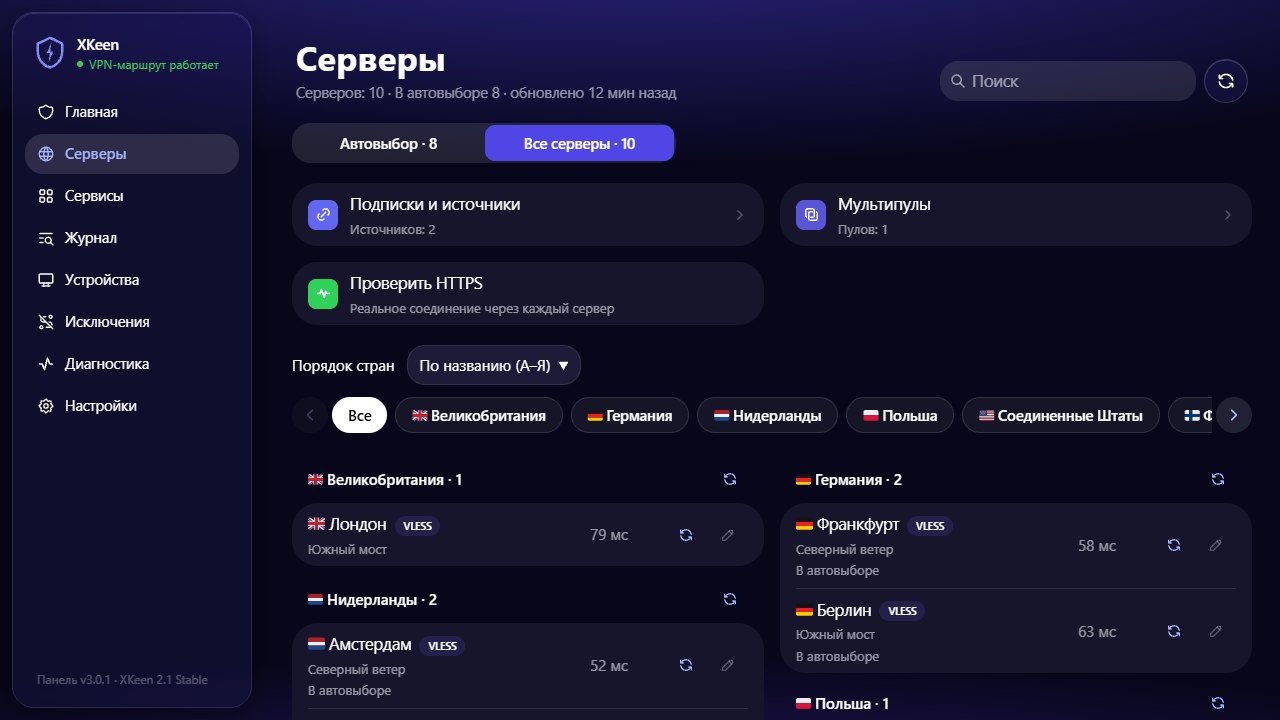 XKeen
VPN-маршрут работает
Главная
Серверы
Сервисы
Журнал
Устройства
Исключения
Диагностика
Настройки
Панель v3.0.1 · XKeen 2.1 Stable
Серверы
Серверов: 10 · В автовыборе 8 · обновлено 12 мин назад
Поиск
Автовыбор · 8
Все серверы · 10
Подписки и источники
Источников: 2
Мультипулы
Пулов: 1
Проверить HTTPS
Реальное соединение через каждый сервер
Порядок стран
По названию (А–Я) ▼
Все
Великобритания
Германия
Нидерланды
Польша
Соединенные Штаты
Великобритания · 1
Лондон VLESS
Южный мост
79 мс
Нидерланды · 2
Амстердам VLESS
Северный ветер
В автовыборе
52 мс
Германия · 2
Франкфурт VLESS
Северный ветер
В автовыборе
58 мс
Берлин VLESS
Южный мост
В автовыборе
63 мс
Польша · 1